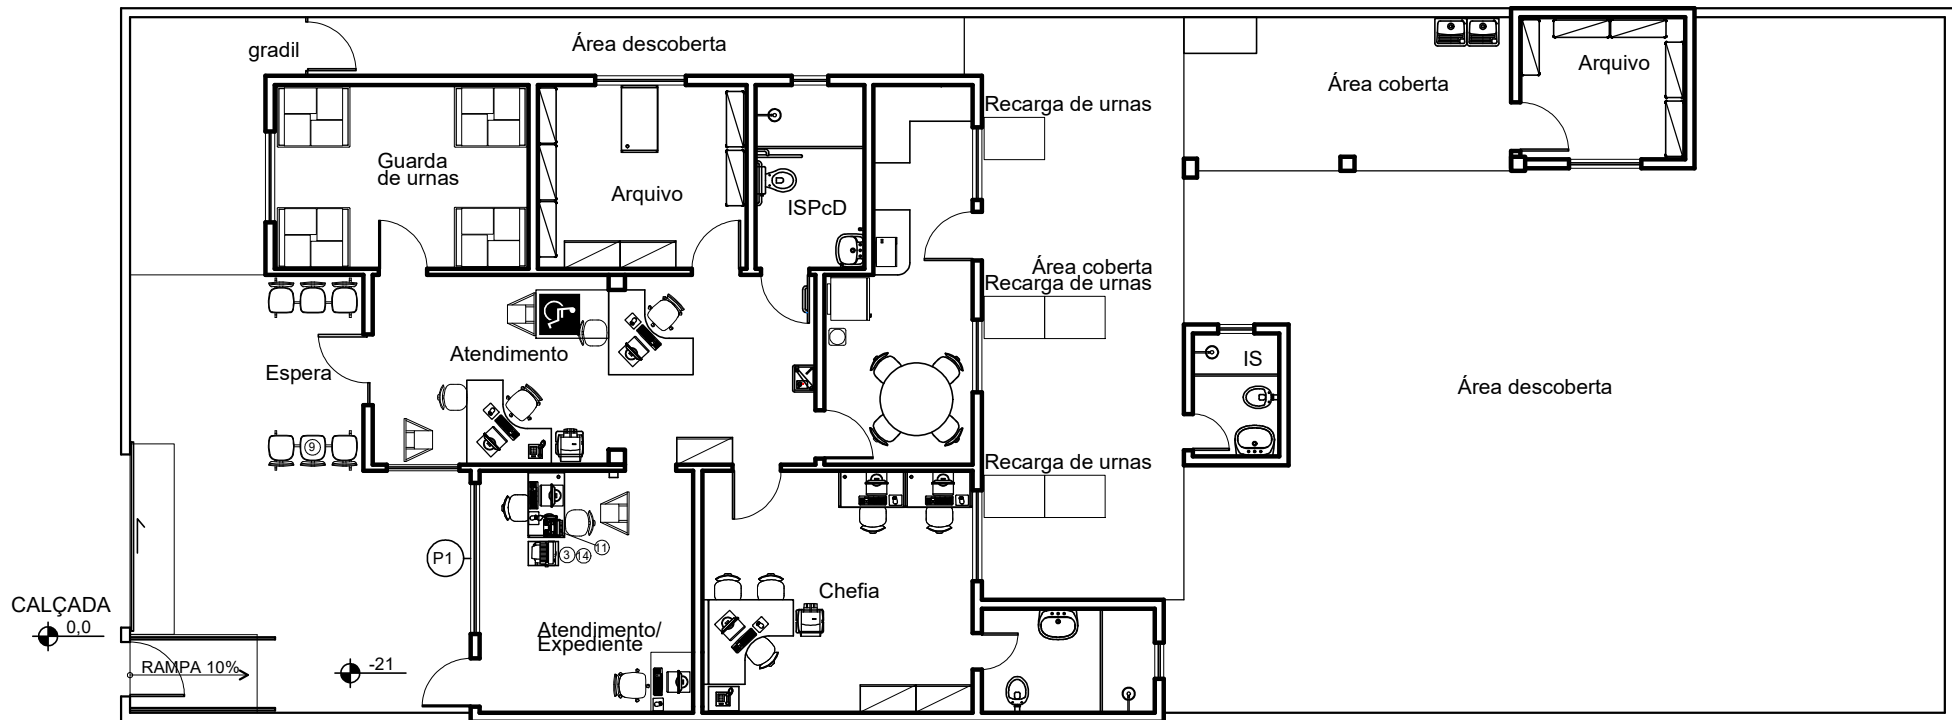 gradil
Área descoberta
Arquivo
Área coberta
Recarga de urnas
Guarda
de urnas
Arquivo
ISPcD
Área coberta
Recarga de urnas
Atendimento
Espera
IS
Área descoberta
9
Recarga de urnas
P1
3
14
11
Chefia
CALÇADA
0,0
Atendimento/
Expediente
RAMPA 10%
-21